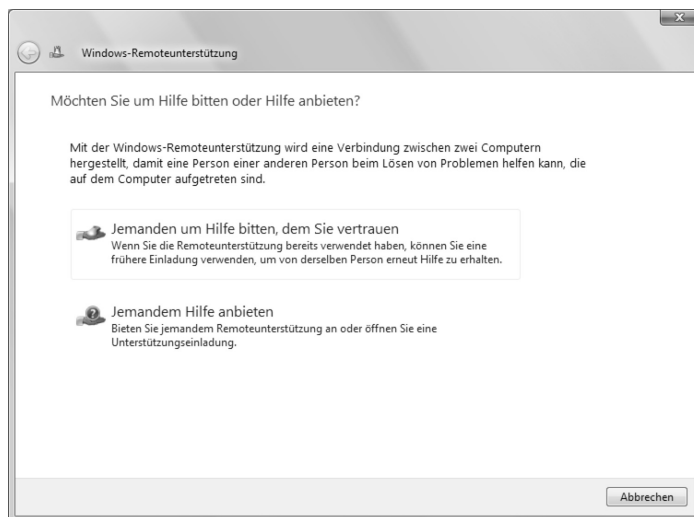 Windows-Remoteunterstützung
Möchten Sie um Hilfe bitten oder Hilfe anbieten?
Mit der Windows-Remoteunterstützung wird eine Verbindung zwischen zwei Computern
hergestellt, damit eine Person einer anderen Person beim Lösen von Problemen helfen kann, die
auf dem Computer aufgetreten sind.
Jemanden um Hilfe bitten, dem Sie vertrauen
Wenn Sie die Remoteunterstützung bereits verwendet haben, können Sie eine
frühere Einladung verwenden, um von derselben Person erneut Hilfe zu erhalten.
Jemandem Hilfe anbieten
Bieten Sie jemandem Remoteunterstützung an oder öffnen Sie eine
Unterstützungseinladung.
Abbrechen